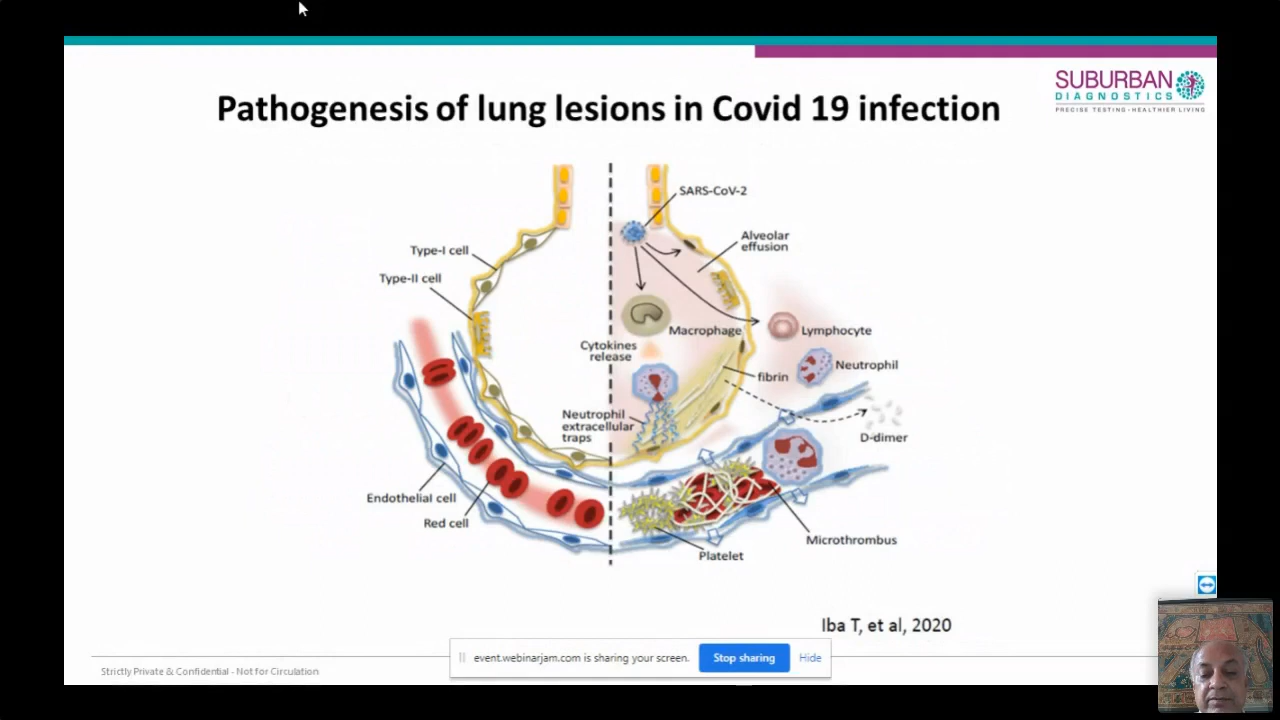 SUBURBAN
DIAGNOSTICS
PRECISE TESTING • HEALTHIER LIVING
Pathogenesis of lung lesions in Covid 19 infection
SARS-CoV-2
Alveolar
effusion
Type-I cell
Type-II cell
Macrophage
Lymphocyte
Cytokines
release
Neutrophil
fibrin
Neutrophil
extracellular
traps
D-dimer
Endothelial cell
Red cell
Microthrombus
Platelet
Iba T, et al, 2020
event.webinarjam.com is sharing your screen.
Stop sharing
Hide
Strictly Private & Confidential - Not for Circulation